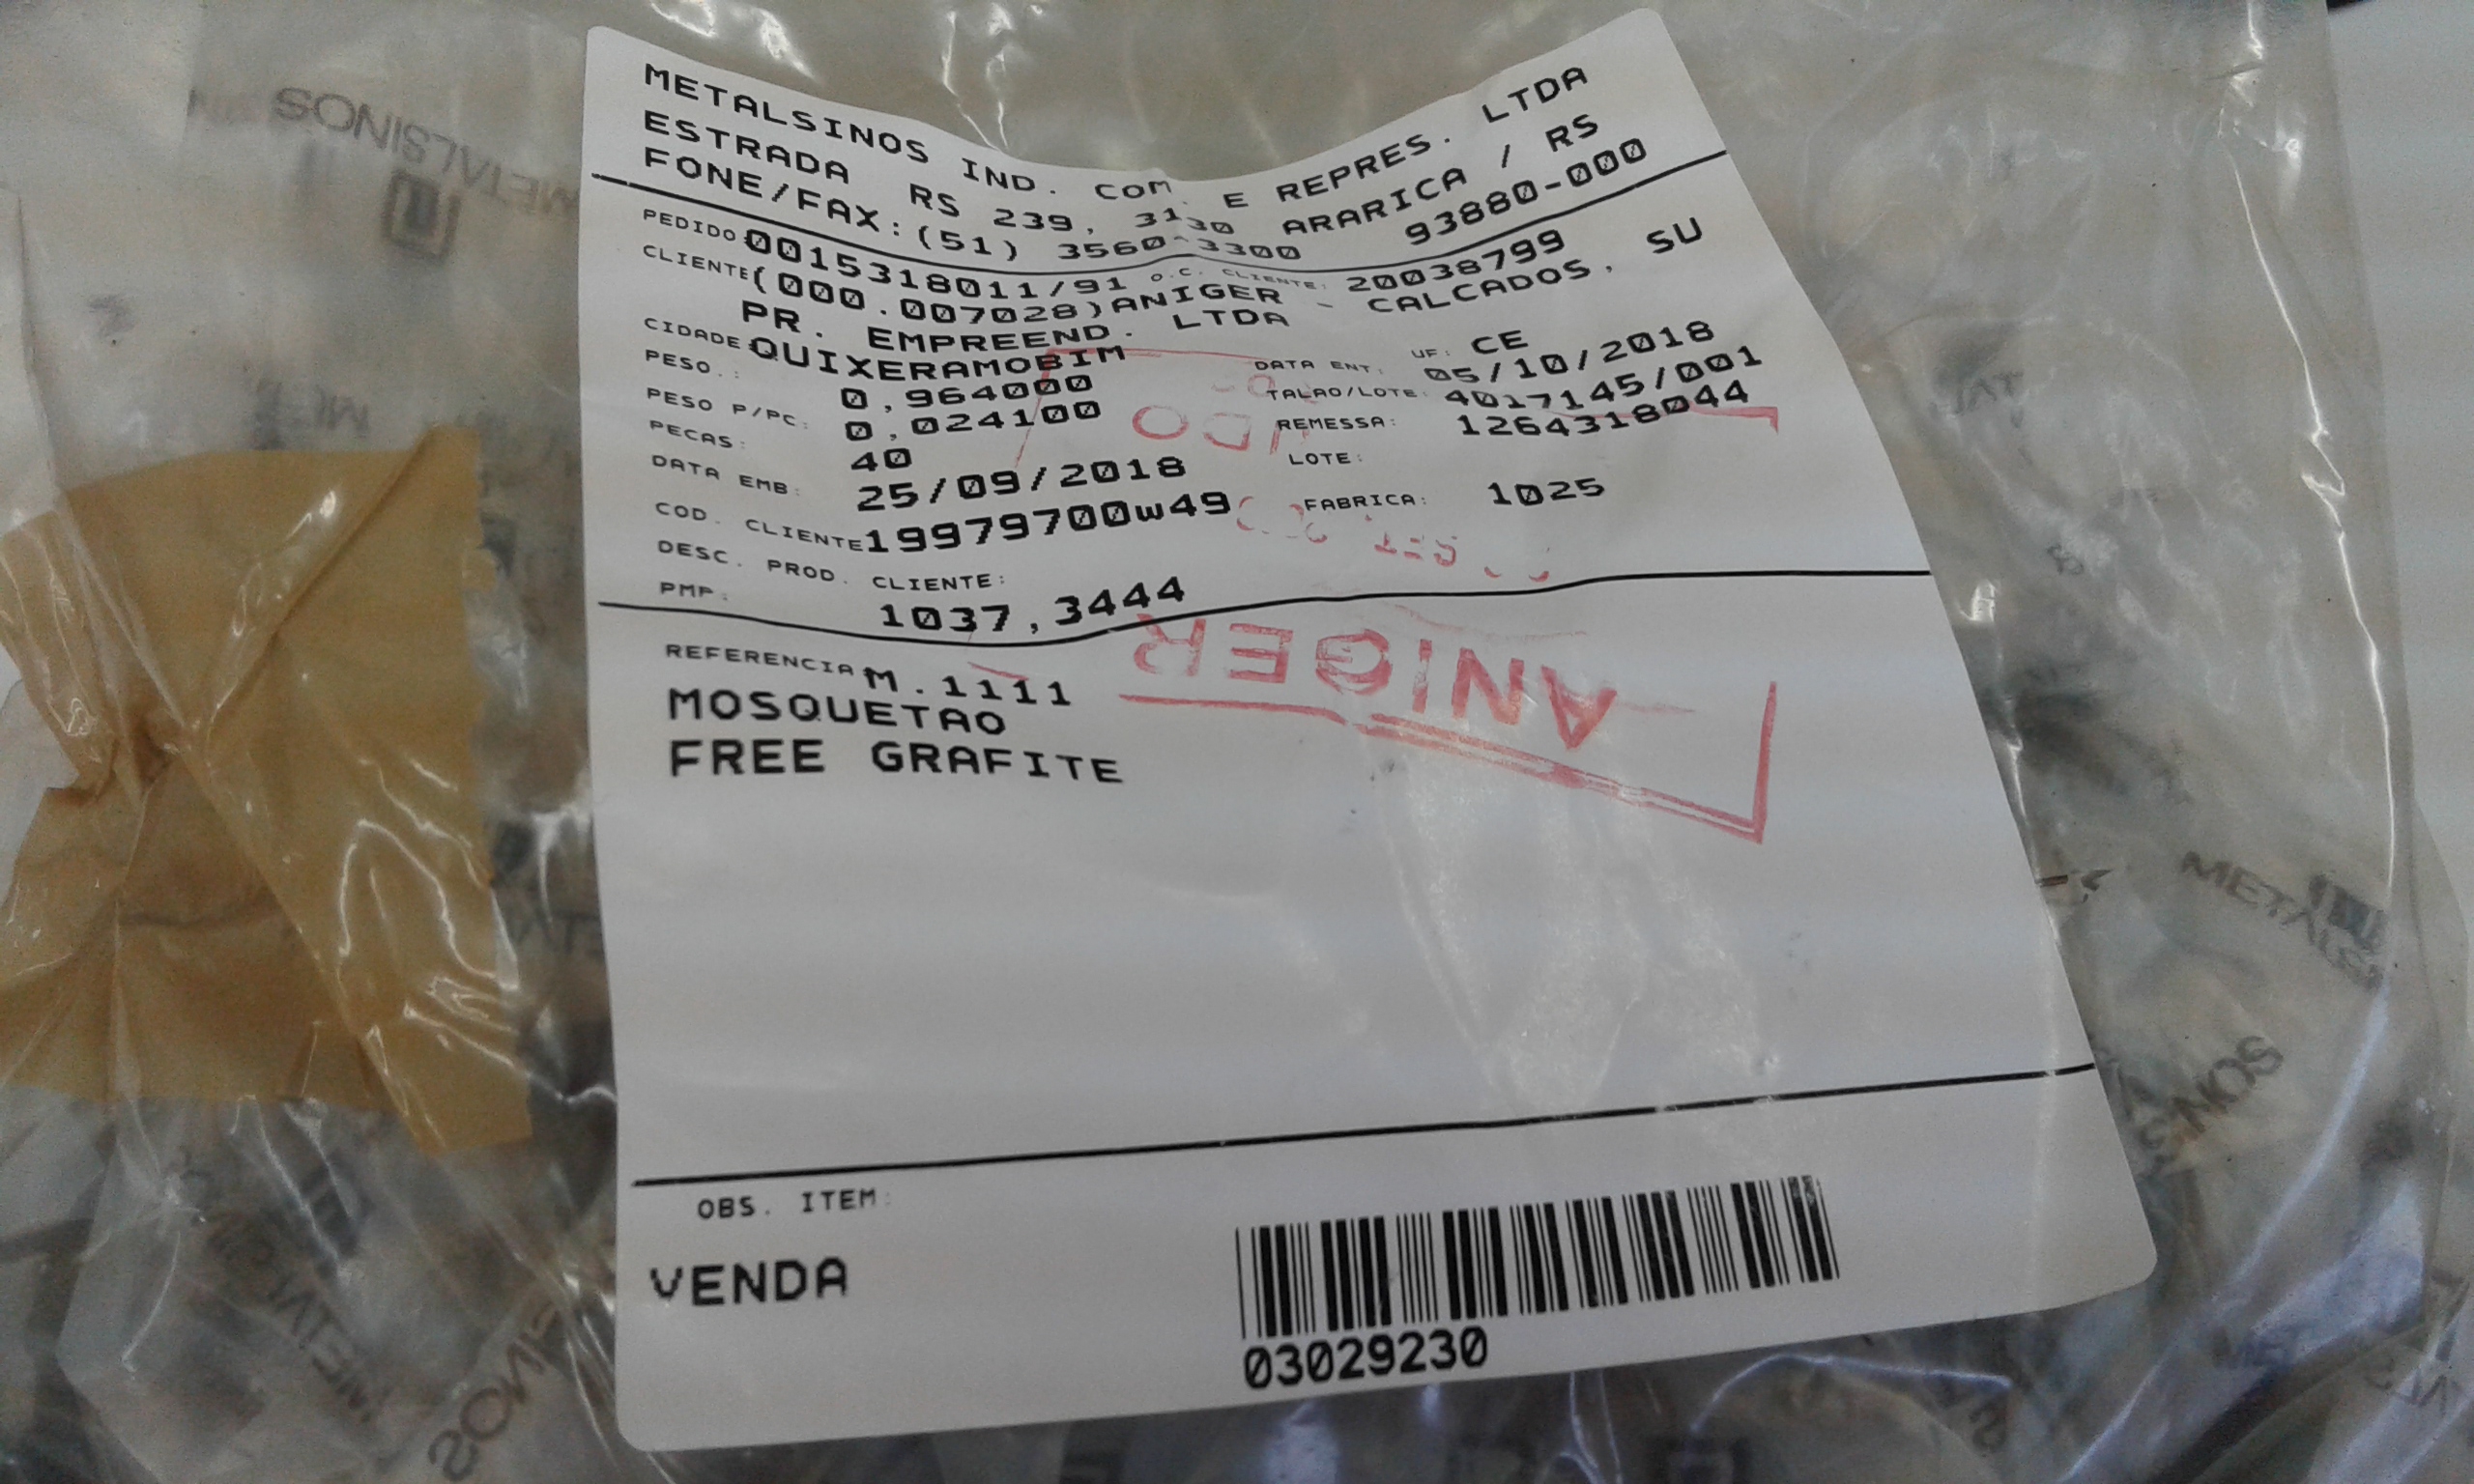 METALSINOS IND. COM. E REPRES. LTDA
ESTRADA RS 239, 3130 ARARICA / RS
FONE/FAX:(51) 3560-3300 93880-000
PEDIDO: 0015318011/91 O.C. CLIENTE: 20038799
CLIENTE (000.007028)ANIGER - CALCADOS, SU
PR. EMPREEND. LTDA
CIDADE: QUIXERAMOBIM UF: CE
PESO.: 0,964000 DATA ENT: 05/10/2018
PESO P/PC: 0,024100 TALAO/LOTE: 4017145/001
PECAS: 40 REMESSA: 1264318044
DATA EMB: 25/09/2018 LOTE:
COD. CLIENTE 19979700w49 FABRICA: 1025
DESC. PROD. CLIENTE:
PMP: 1037,3444
ANIGER
REFERENCIA M.1111
MOSQUETAO
FREE GRAFITE
OBS. ITEM:
VENDA
03029230
METALSINOS